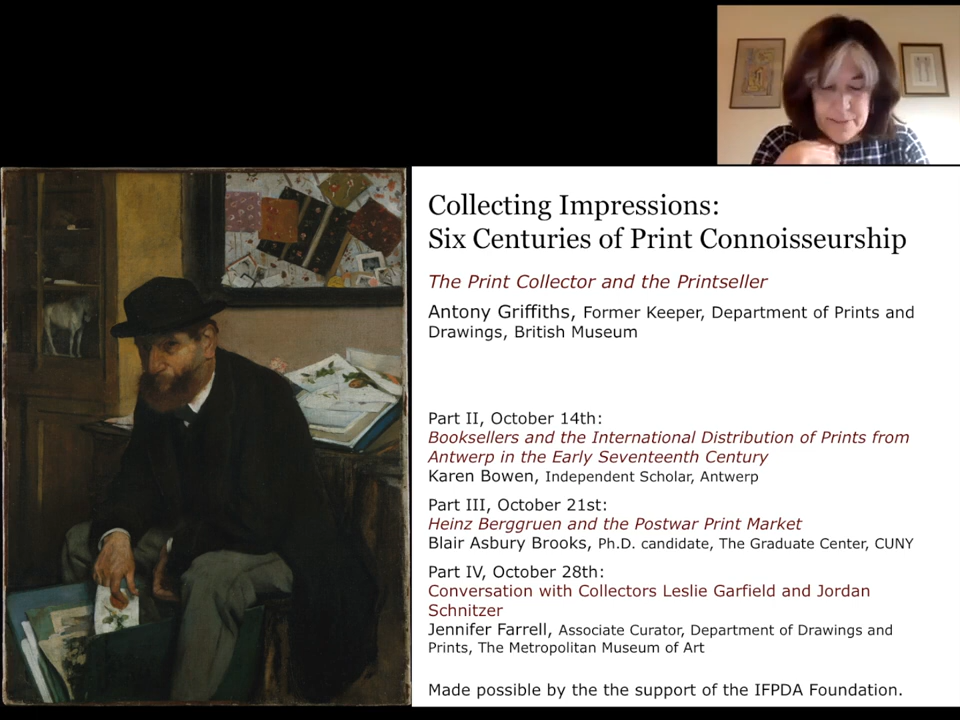 Collecting Impressions:
Six Centuries of Print Connoisseurship
The Print Collector and the Printseller
Antony Griffiths, Former Keeper, Department of Prints and
Drawings, British Museum
Part II, October 14th:
Booksellers and the International Distribution of Prints from
Antwerp in the Early Seventeenth Century
Karen Bowen, Independent Scholar, Antwerp
Part III, October 21st:
Heinz Berggruen and the Postwar Print Market
Blair Asbury Brooks, Ph.D. candidate, The Graduate Center, CUNY
Part IV, October 28th:
Conversation with Collectors Leslie Garfield and Jordan
Schnitzer
Jennifer Farrell, Associate Curator, Department of Drawings and
Prints, The Metropolitan Museum of Art
Made possible by the the support of the IFPDA Foundation.